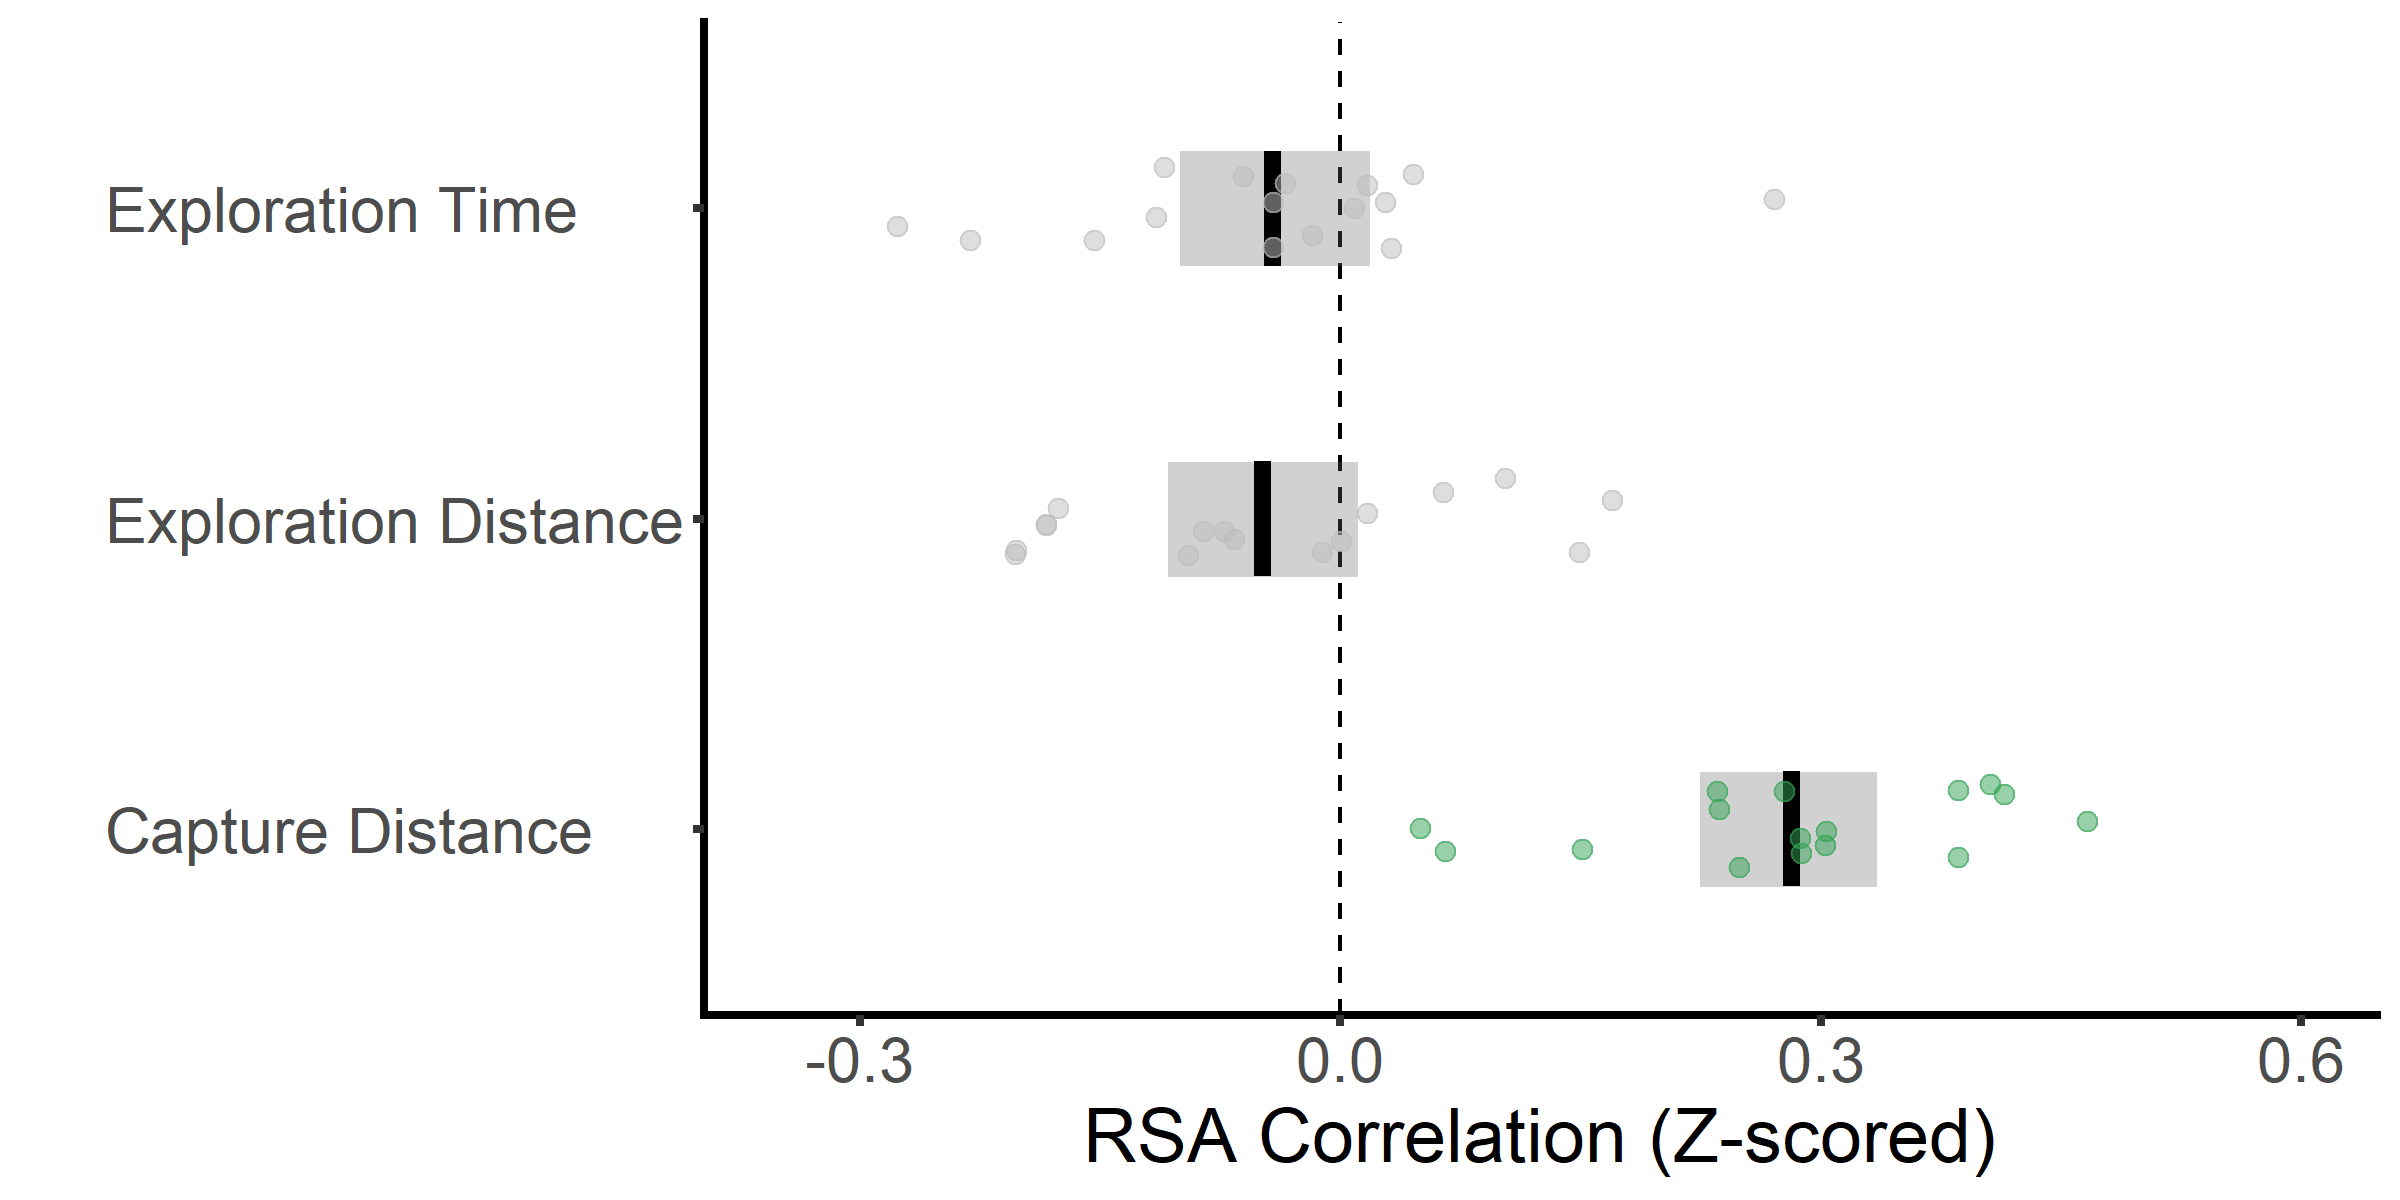 Exploration Time
Exploration Distance
Capture Distance
-0.3 0.0 0.3 0.6
RSA Correlation (Z-scored)